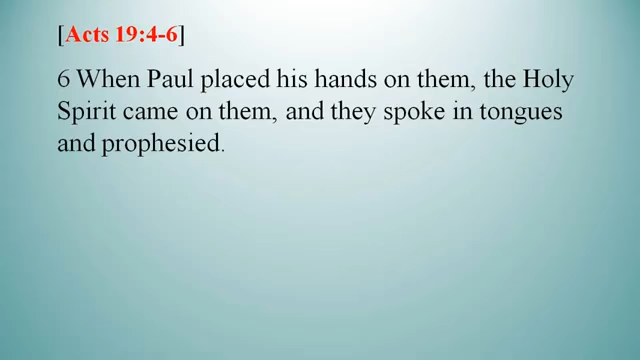 [Acts 19:4-6]
6 When Paul placed his hands on them, the Holy
Spirit came on them, and they spoke in tongues
and prophesied.